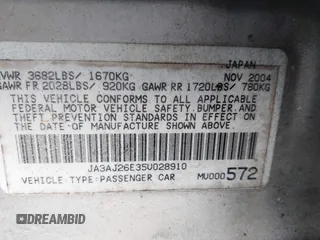 JAPAN
VWR 3682LBS/ 1670KG NOV 2004
GAWR FR 2028LBS/ 920KG GAWR RR 1720LBS/ 780KG
THIS VEHICLE CONFORMS TO ALL APPLICABLE
FEDERAL MOTOR VEHICLE SAFETY, BUMPER, AND
THEFT PREVENTION STANDARDS IN EFFECT ON THE
DATE OF MANUFACTURE SHOWN ABOVE.
JA3AJ26E35U028910
VEHICLE TYPE:PASSENGER CAR MU000572
DREAMBID